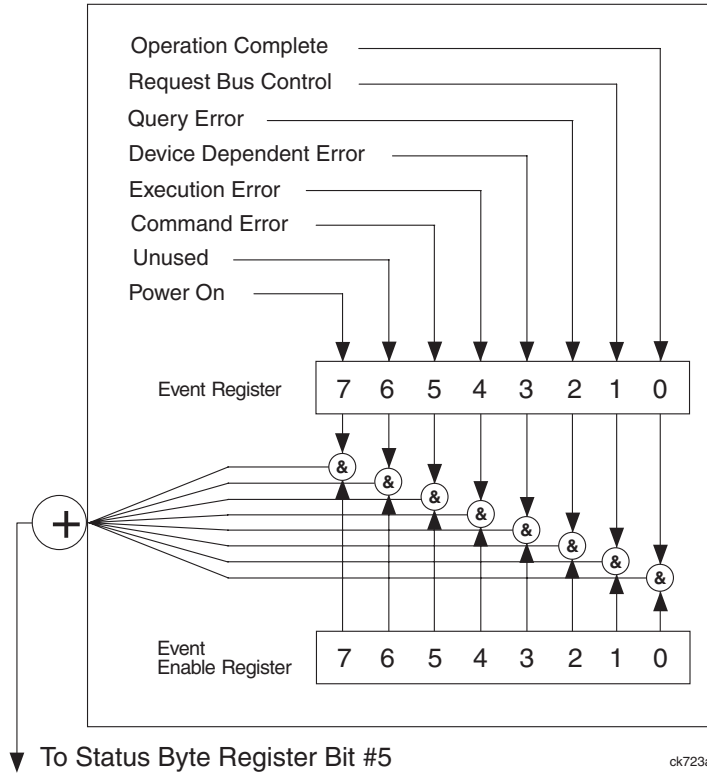 Operation Complete
Request Bus Control
Query Error
Device Dependent Error
Execution Error
Command Error
Unused
Power On
Event Register 7 6 5 4 3 2 1 0
&
&
&
&
&
&
&
&
+
Event
Enable Register 7 6 5 4 3 2 1 0
To Status Byte Register Bit #5
ck723a